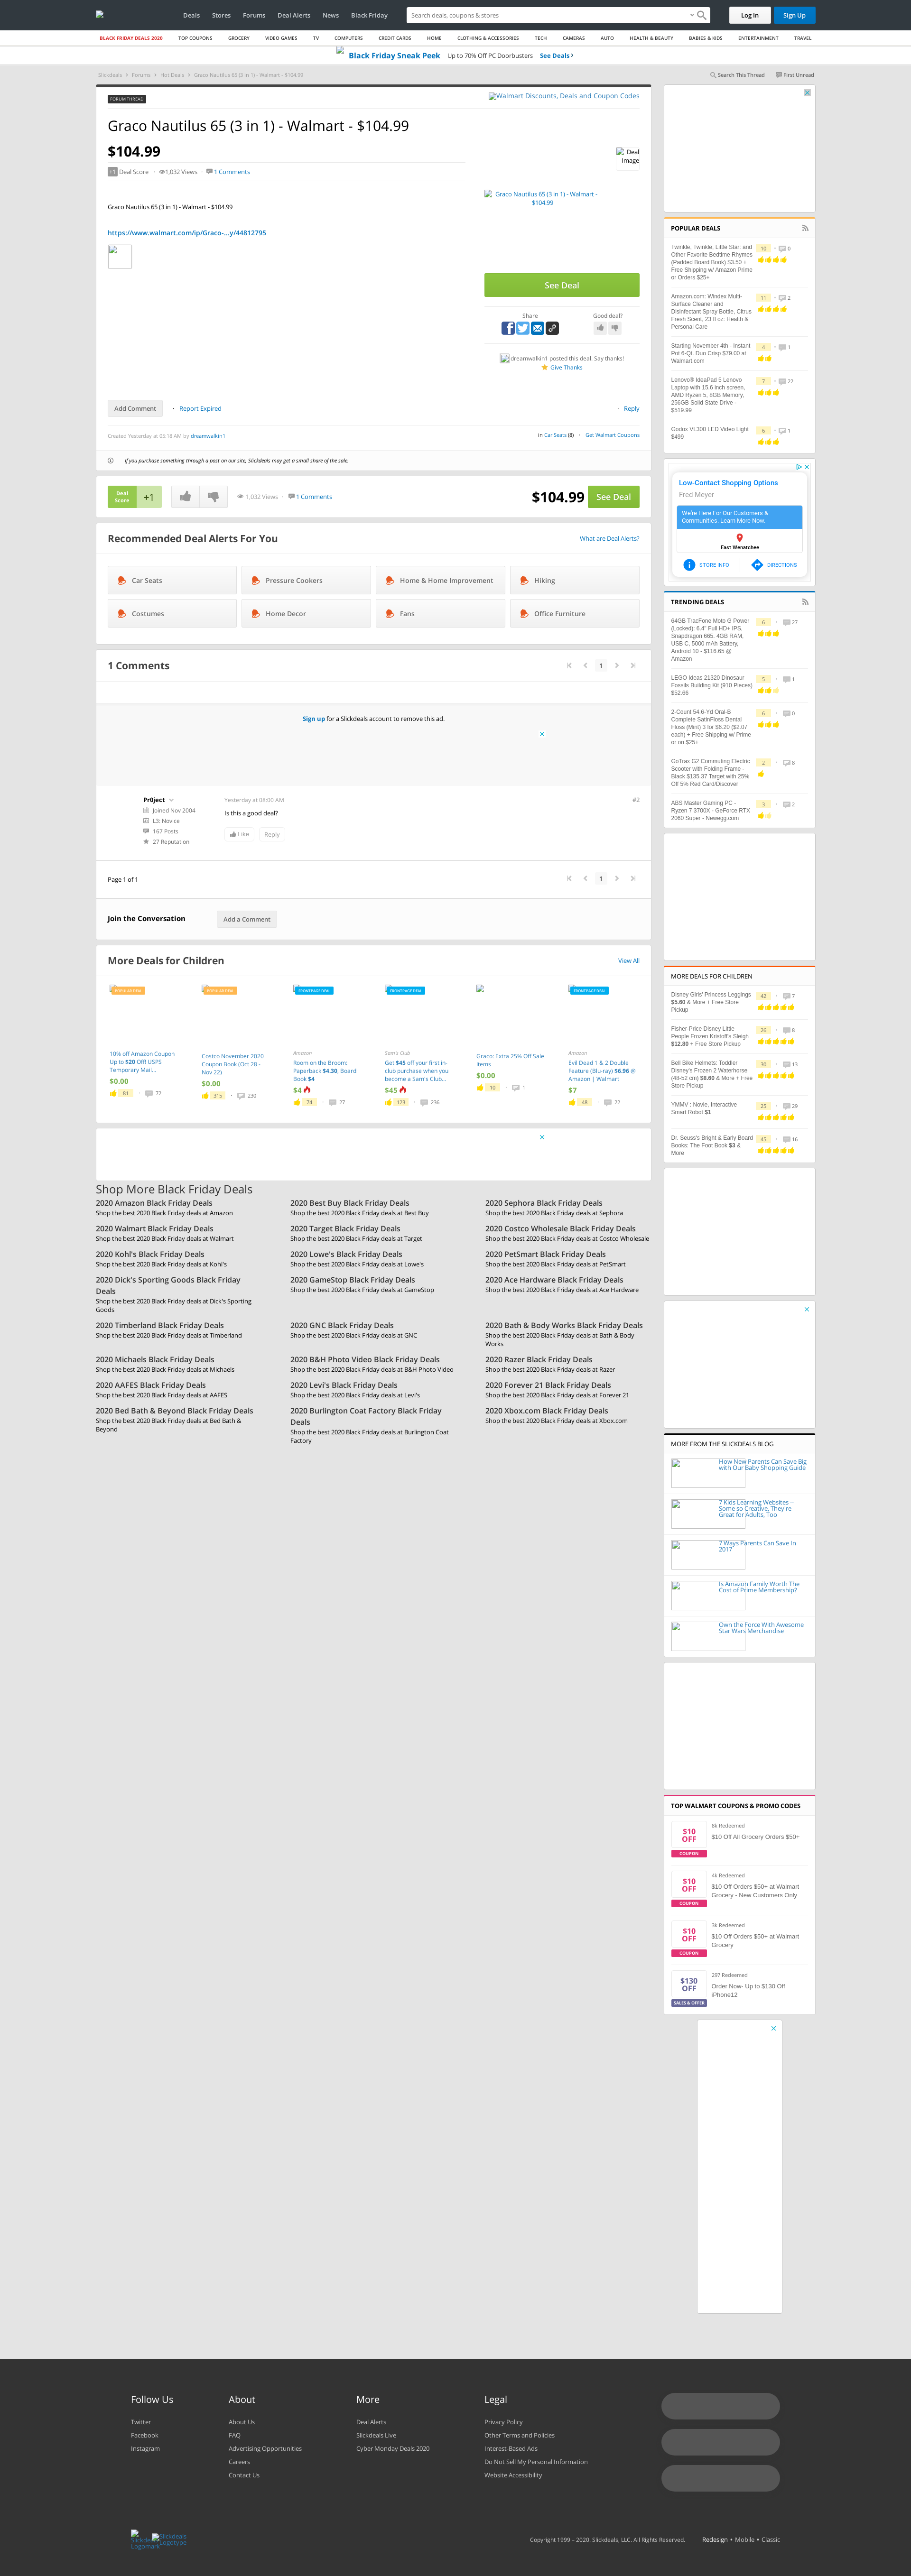 Deals Stores Forums Deal Alerts News Black Friday
Search deals, coupons & stores
Log In
Sign Up
BLACK FRIDAY DEALS 2020 TOP COUPONS GROCERY VIDEO GAMES TV COMPUTERS CREDIT CARDS HOME CLOTHING & ACCESSORIES TECH CAMERAS AUTO HEALTH & BEAUTY BABIES & KIDS ENTERTAINMENT TRAVEL
Black Friday Sneak Peek Up to 70% Off PC Doorbusters See Deals
Slickdeals Forums Hot Deals Graco Nautilus 65 (3 in 1) - Walmart - $104.99
Search This Thread First Unread
FORUM THREAD
Walmart Discounts, Deals and Coupon Codes
Graco Nautilus 65 (3 in 1) - Walmart - $104.99
$104.99
+1 Deal Score 1,032 Views 1 Comments
Deal Image
Graco Nautilus 65 (3 in 1) - Walmart - $104.99
Graco Nautilus 65 (3 in 1) - Walmart - $104.99
https://www.walmart.com/ip/Graco-...y/44812795
See Deal
Share
Good deal?
dreamwalkin1 posted this deal. Say thanks!
Give Thanks
Add Comment
Report Expired
Reply
Created Yesterday at 05:18 AM by dreamwalkin1
in Car Seats (8) Get Walmart Coupons
If you purchase something through a post on our site, Slickdeals may get a small share of the sale.
Deal Score +1
1,032 Views 1 Comments
$104.99 See Deal
Recommended Deal Alerts For You
What are Deal Alerts?
Car Seats
Pressure Cookers
Home & Home Improvement
Hiking
Costumes
Home Decor
Fans
Office Furniture
1 Comments
1
Sign up for a Slickdeals account to remove this ad.
Pr0ject
Joined Nov 2004
L3: Novice
167 Posts
27 Reputation
Yesterday at 08:00 AM
#2
Is this a good deal?
Like
Reply
Page 1 of 1
1
Join the Conversation
Add a Comment
More Deals for Children
View All
POPULAR DEAL
10% off Amazon Coupon Up to $20 Off! USPS Temporary Mail...
$0.00
81 72
POPULAR DEAL
Costco November 2020 Coupon Book (Oct 28 - Nov 22)
$0.00
315 230
FRONTPAGE DEAL
Amazon
Room on the Broom: Paperback $4.30, Board Book $4
$4
74 27
FRONTPAGE DEAL
Sam's Club
Get $45 off your first in-club purchase when you become a Sam's Club...
$45
123 236
Graco: Extra 25% Off Sale Items
$0.00
10 1
FRONTPAGE DEAL
Amazon
Evil Dead 1 & 2 Double Feature (Blu-ray) $6.96 @ Amazon | Walmart
$7
48 22
Shop More Black Friday Deals
2020 Amazon Black Friday Deals
Shop the best 2020 Black Friday deals at Amazon
2020 Best Buy Black Friday Deals
Shop the best 2020 Black Friday deals at Best Buy
2020 Sephora Black Friday Deals
Shop the best 2020 Black Friday deals at Sephora
2020 Walmart Black Friday Deals
Shop the best 2020 Black Friday deals at Walmart
2020 Target Black Friday Deals
Shop the best 2020 Black Friday deals at Target
2020 Costco Wholesale Black Friday Deals
Shop the best 2020 Black Friday deals at Costco Wholesale
2020 Kohl's Black Friday Deals
Shop the best 2020 Black Friday deals at Kohl's
2020 Lowe's Black Friday Deals
Shop the best 2020 Black Friday deals at Lowe's
2020 PetSmart Black Friday Deals
Shop the best 2020 Black Friday deals at PetSmart
2020 Dick's Sporting Goods Black Friday Deals
Shop the best 2020 Black Friday deals at Dick's Sporting Goods
2020 GameStop Black Friday Deals
Shop the best 2020 Black Friday deals at GameStop
2020 Ace Hardware Black Friday Deals
Shop the best 2020 Black Friday deals at Ace Hardware
2020 Timberland Black Friday Deals
Shop the best 2020 Black Friday deals at Timberland
2020 GNC Black Friday Deals
Shop the best 2020 Black Friday deals at GNC
2020 Bath & Body Works Black Friday Deals
Shop the best 2020 Black Friday deals at Bath & Body Works
2020 Michaels Black Friday Deals
Shop the best 2020 Black Friday deals at Michaels
2020 B&H Photo Video Black Friday Deals
Shop the best 2020 Black Friday deals at B&H Photo Video
2020 Razer Black Friday Deals
Shop the best 2020 Black Friday deals at Razer
2020 AAFES Black Friday Deals
Shop the best 2020 Black Friday deals at AAFES
2020 Levi's Black Friday Deals
Shop the best 2020 Black Friday deals at Levi's
2020 Forever 21 Black Friday Deals
Shop the best 2020 Black Friday deals at Forever 21
2020 Bed Bath & Beyond Black Friday Deals
Shop the best 2020 Black Friday deals at Bed Bath & Beyond
2020 Burlington Coat Factory Black Friday Deals
Shop the best 2020 Black Friday deals at Burlington Coat Factory
2020 Xbox.com Black Friday Deals
Shop the best 2020 Black Friday deals at Xbox.com
POPULAR DEALS
Twinkle, Twinkle, Little Star: and Other Favorite Bedtime Rhymes (Padded Board Book) $3.50 + Free Shipping w/ Amazon Prime or Orders $25+
10 0
Amazon.com: Windex Multi-Surface Cleaner and Disinfectant Spray Bottle, Citrus Fresh Scent, 23 fl oz: Health & Personal Care
11 2
Starting November 4th - Instant Pot 6-Qt. Duo Crisp $79.00 at Walmart.com
4 1
Lenovo® IdeaPad 5 Lenovo Laptop with 15.6 inch screen, AMD Ryzen 5, 8GB Memory, 256GB Solid State Drive - $519.99
7 22
Godox VL300 LED Video Light $499
6 1
Low-Contact Shopping Options
Fred Meyer
We're Here For Our Customers & Communities. Learn More Now.
East Wenatchee
STORE INFO
DIRECTIONS
TRENDING DEALS
64GB TracFone Moto G Power (Locked): 6.4" Full HD+ IPS, Snapdragon 665, 4GB RAM, USB C, 5000 mAh Battery, Android 10 - $116.65 @ Amazon
6 27
LEGO Ideas 21320 Dinosaur Fossils Building Kit (910 Pieces) $52.66
5 1
2-Count 54.6-Yd Oral-B Complete SatinFloss Dental Floss (Mint) 3 for $6.20 ($2.07 each) + Free Shipping w/ Prime or on $25+
6 0
GoTrax G2 Commuting Electric Scooter with Folding Frame - Black $135.37 Target with 25% Off 5% Red Card/Discover
2 8
ABS Master Gaming PC - Ryzen 7 3700X - GeForce RTX 2060 Super - Newegg.com
3 2
MORE DEALS FOR CHILDREN
Disney Girls' Princess Leggings $5.60 & More + Free Store Pickup
42 7
Fisher-Price Disney Little People Frozen Kristoff's Sleigh $12.80 + Free Store Pickup
26 8
Bell Bike Helmets: Toddler Disney's Frozen 2 Waterhorse (48-52 cm) $8.60 & More + Free Store Pickup
30 13
YMMV : Novie, Interactive Smart Robot $1
25 29
Dr. Seuss's Bright & Early Board Books: The Foot Book $3 & More
45 16
MORE FROM THE SLICKDEALS BLOG
How New Parents Can Save Big with Our Baby Shopping Guide
7 Kids Learning Websites -- Some so Creative, They're Great for Adults, Too
7 Ways Parents Can Save In 2017
Is Amazon Family Worth The Cost of Prime Membership?
Own the Force With Awesome Star Wars Merchandise
TOP WALMART COUPONS & PROMO CODES
$10 OFF
COUPON
8k Redeemed
$10 Off All Grocery Orders $50+
$10 OFF
COUPON
4k Redeemed
$10 Off Orders $50+ at Walmart Grocery - New Customers Only
$10 OFF
COUPON
3k Redeemed
$10 Off Orders $50+ at Walmart Grocery
$130 OFF
SALES & OFFER
297 Redeemed
Order Now- Up to $130 Off iPhone12
Follow Us
Twitter
Facebook
Instagram
About
About Us
FAQ
Advertising Opportunities
Careers
Contact Us
More
Deal Alerts
Slickdeals Live
Cyber Monday Deals 2020
Legal
Privacy Policy
Other Terms and Policies
Interest-Based Ads
Do Not Sell My Personal Information
Website Accessibility
Slickdeals Logotype
Copyright 1999 – 2020. Slickdeals, LLC. All Rights Reserved.
Redesign • Mobile • Classic